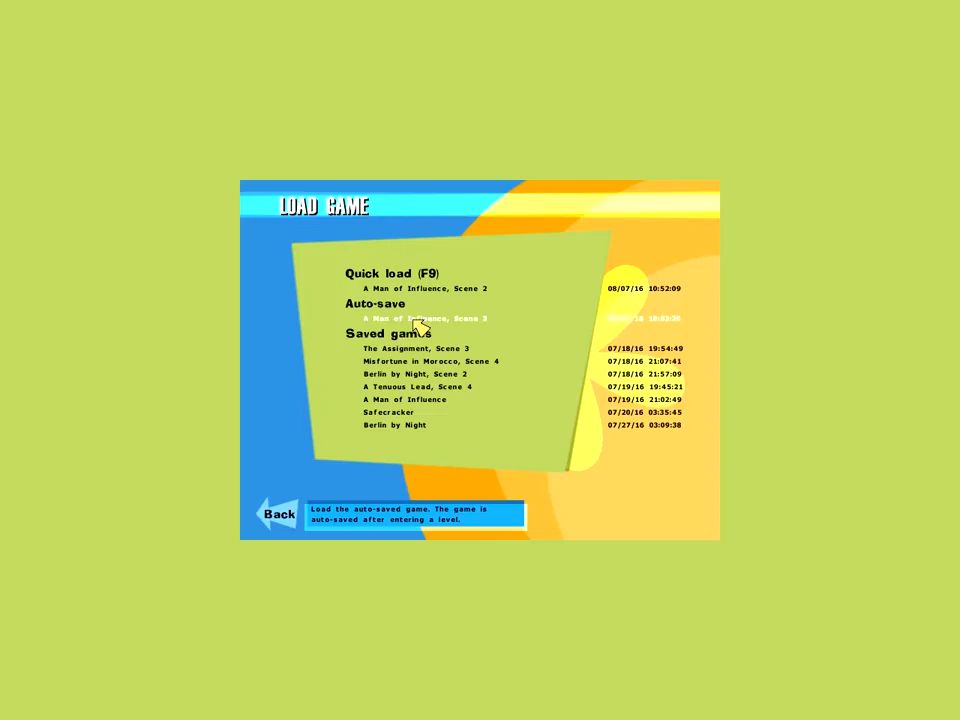 LOAD GAME
Quick load (F9)
A Man of Influence, Scene 2 08/07/16 10:52:09
Auto-save
A Man of Influence, Scene 3
Saved games
The Assignment, Scene 3 07/18/16 19:54:49
Misfortune in Morocco, Scene 4 07/18/16 21:07:41
Berlin by Night, Scene 2 07/18/16 21:57:09
A Tenuous Lead, Scene 4 07/19/16 19:45:21
A Man of Influence 07/19/16 21:02:49
Safecracker 07/20/16 03:35:45
Berlin by Night 07/27/16 03:09:38
Back
Load the auto-saved game. The game is
auto-saved after entering a level.